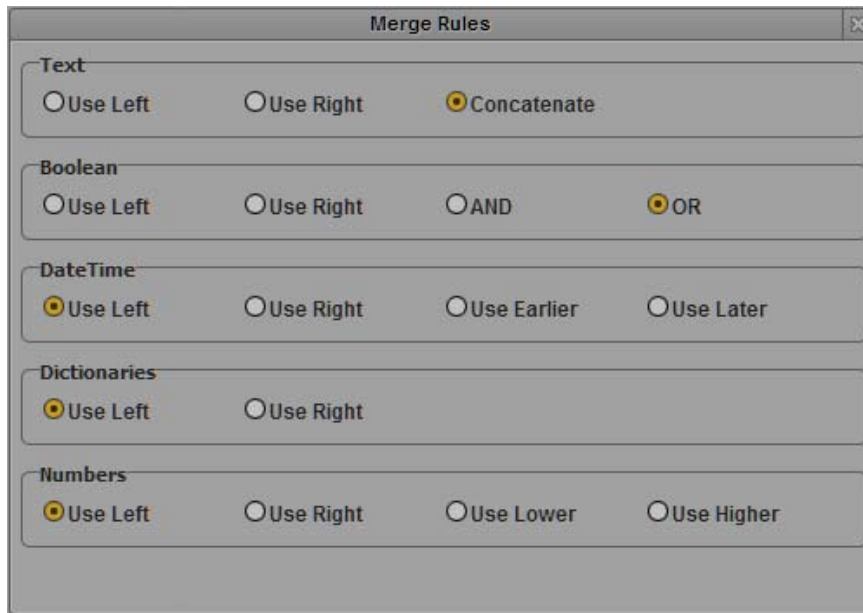 Merge Rules
Text
Use Left Use Right Concatenate
Boolean
Use Left Use Right AND OR
DateTime
Use Left Use Right Use Earlier Use Later
Dictionaries
Use Left Use Right
Numbers
Use Left Use Right Use Lower Use Higher